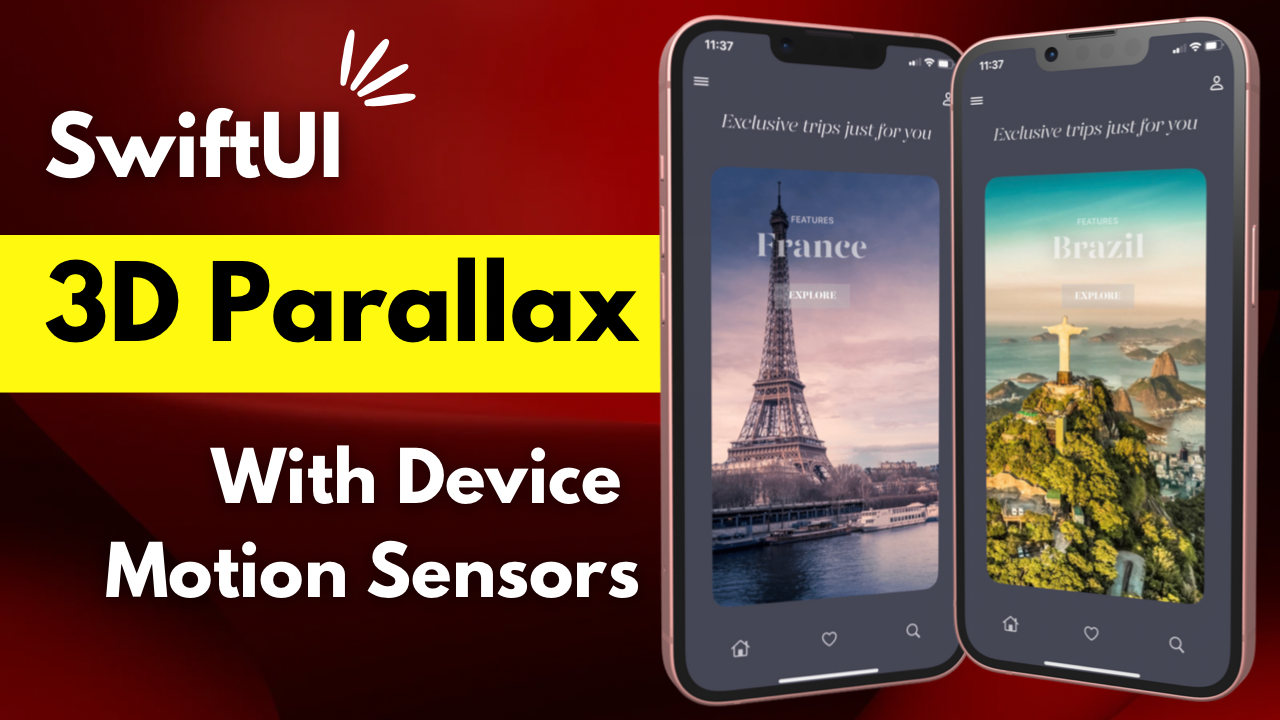 SwiftUI
3D Parallax
With Device
Motion Sensors
11:37
Exclusive trips just for you
FEATURES
France
EXPLORE
11:37
Exclusive trips just for you
FEATURES
Brazil
EXPLORE